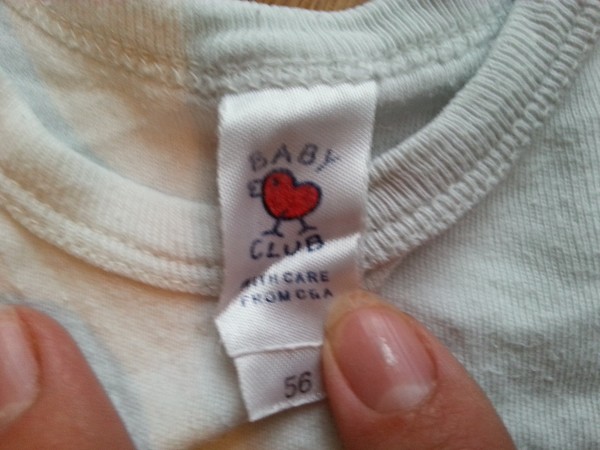 BABY
CLUB
WITH CARE
FROM C&A
56